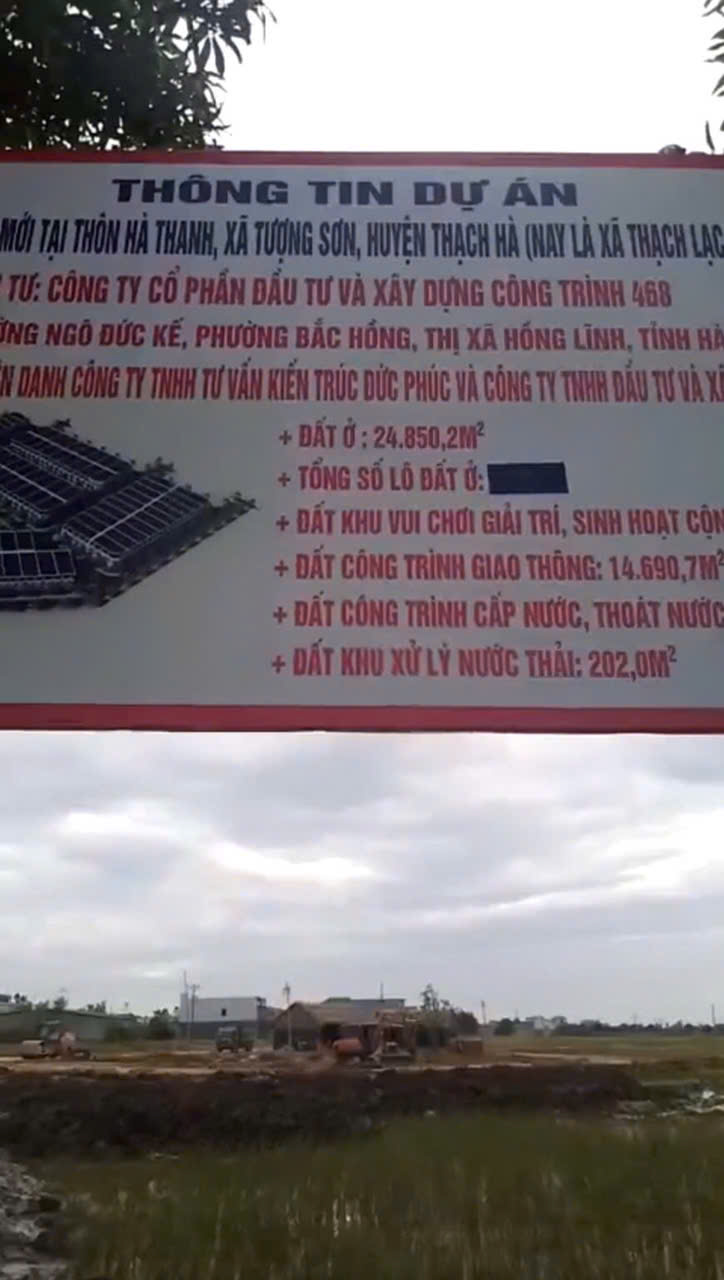 THÔNG TIN DỰ ÁN
MỚI TẠI THÔN HÀ THANH, XÃ TƯỢNG SƠN, HUYỆN THẠCH HÀ (NAY LÀ XÃ THẠCH LẠC
TƯ: CÔNG TY CỔ PHẦN ĐẦU TƯ VÀ XÂY DỰNG CÔNG TRÌNH 468
NGÔ ĐỨC KẾ, PHƯỜNG BẮC HỒNG, THỊ XÃ HỒNG LĨNH, TỈNH HÀ
DANH CÔNG TY TNHH TƯ VẤN KIẾN TRÚC ĐỨC PHÚC VÀ CÔNG TY TNHH ĐẦU TƯ VÀ
+ ĐẤT Ở : 24.850,2M²
+ TỔNG SỐ LÔ ĐẤT Ở:
+ ĐẤT KHU VUI CHƠI GIẢI TRÍ, SINH HOẠT
+ ĐẤT CÔNG TRÌNH GIAO THÔNG: 14.690,7M²
+ ĐẤT CÔNG TRÌNH CẤP NƯỚC, THOÁT NƯỚC
+ ĐẤT KHU XỬ LÝ NƯỚC THẢI: 202,0M²